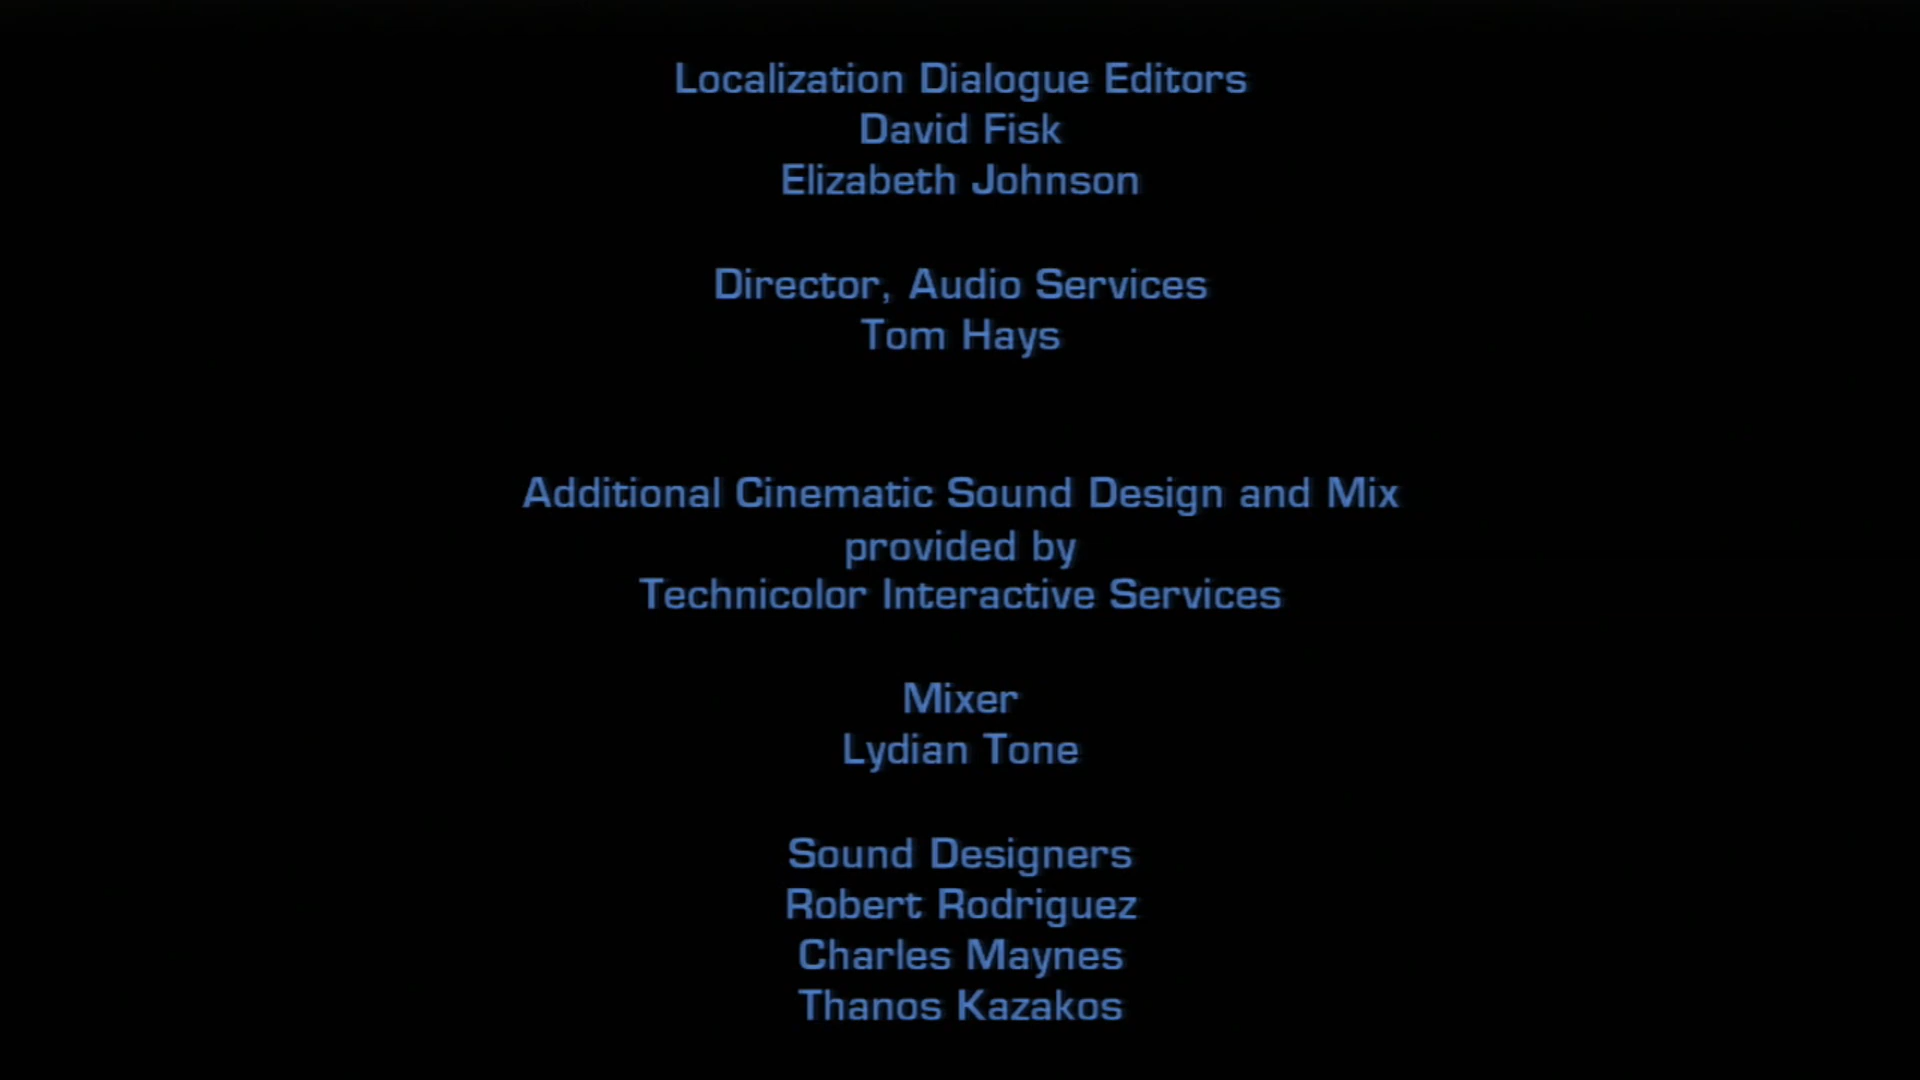 Localization Dialogue Editors
David Fisk
Elizabeth Johnson
Director, Audio Services
Tom Hays
Additional Cinematic Sound Design and Mix
provided by
Technicolor Interactive Services
Mixer
Lydian Tone
Sound Designers
Robert Rodriguez
Charles Maynes
Thanos Kazakos